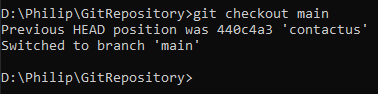 D:\Philip\GitRepository>git checkout main
Previous HEAD position was 440c4a3 'contactus'
Switched to branch 'main'
D:\Philip\GitRepository>